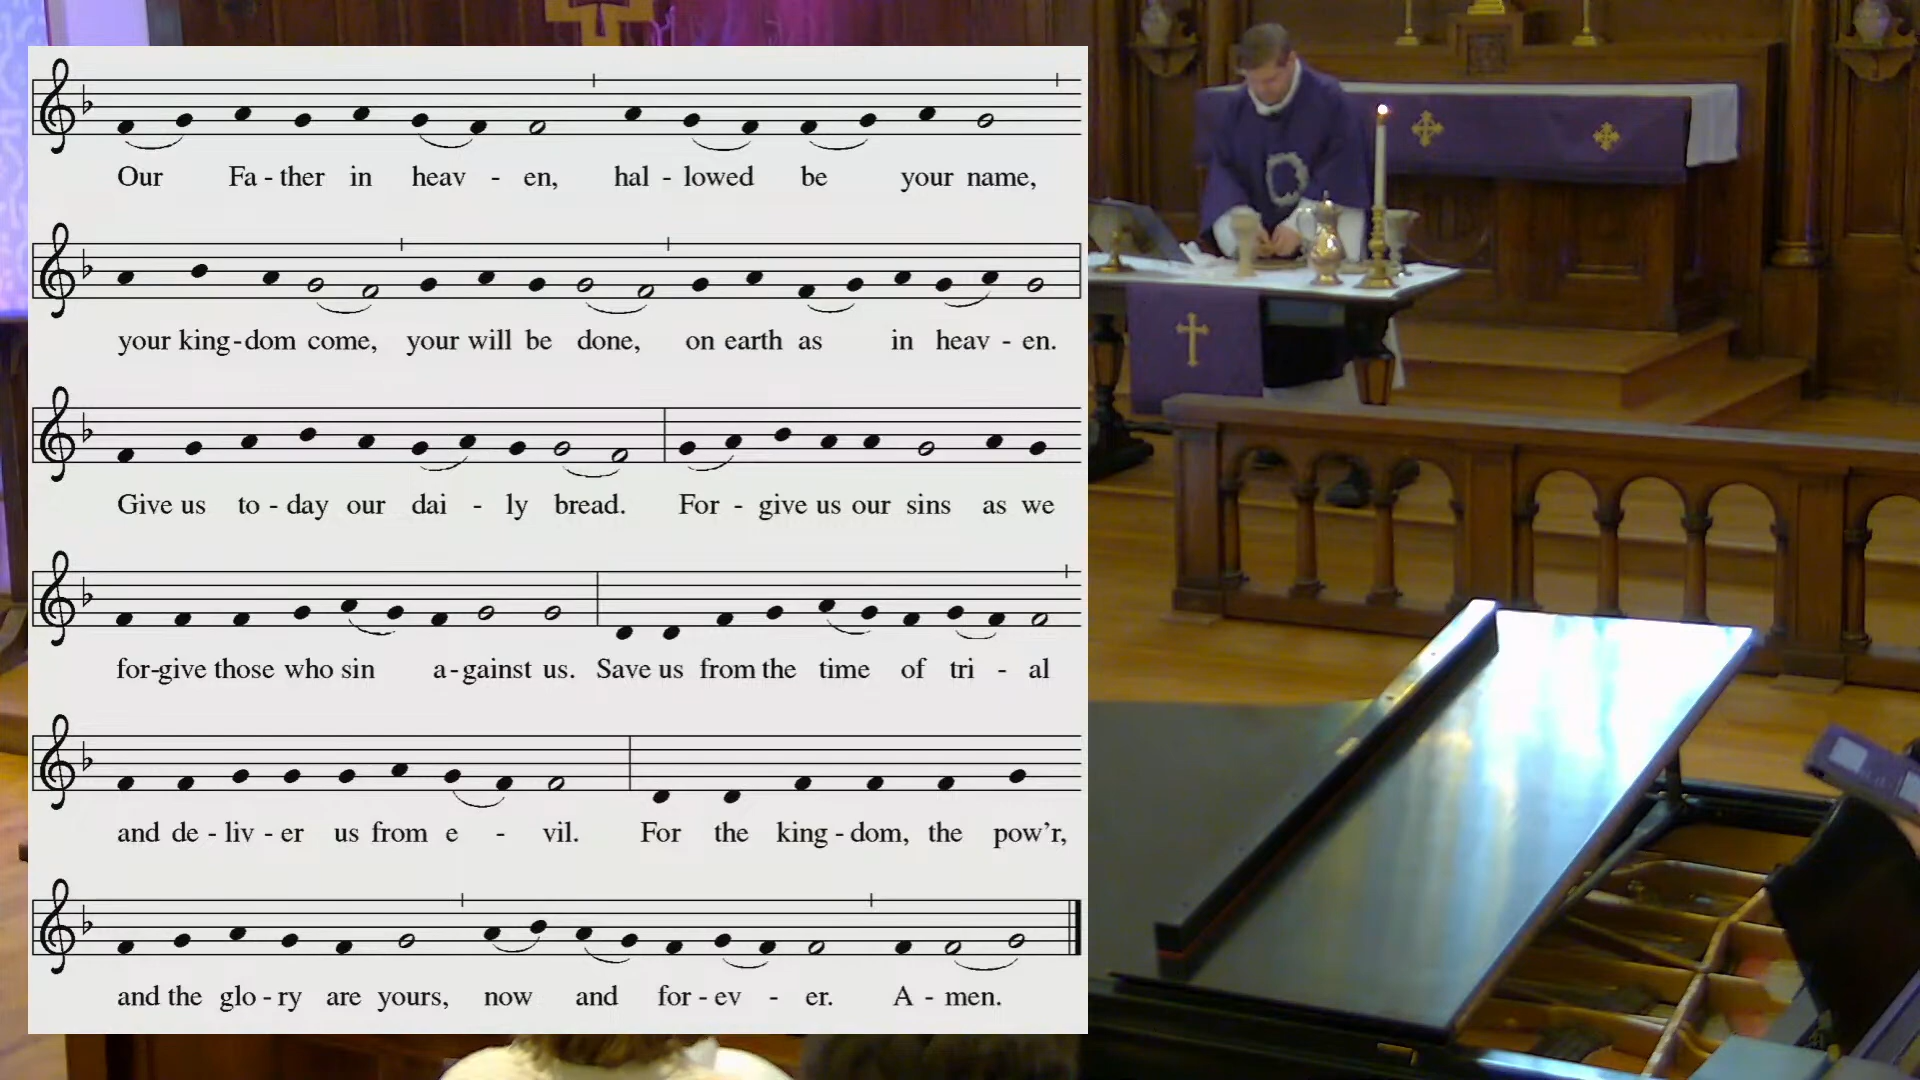 Our Fa - ther in heav - en, hal - lowed be your name,
your king - dom come, your will be done, on earth as in heav - en.
Give us to - day our dai - ly bread. For - give us our sins as we
for - give those who sin a - gainst us. Save us from the time of tri - al
and de - liv - er us from e - vil. For the king - dom, the pow’r,
and the glo - ry are yours, now and for - ev - er. A - men.